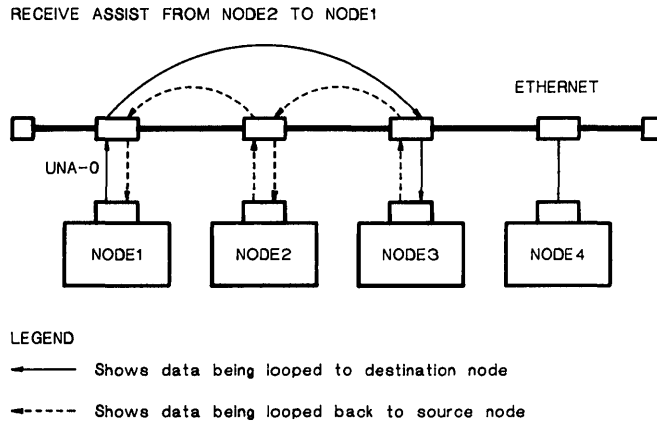 RECEIVE ASSIST FROM NODE2 TO NODE1
ETHERNET
UNA-0
NODE1
NODE2
NODE3
NODE4
LEGEND
Shows data being looped to destination node
Shows data being looped back to source node